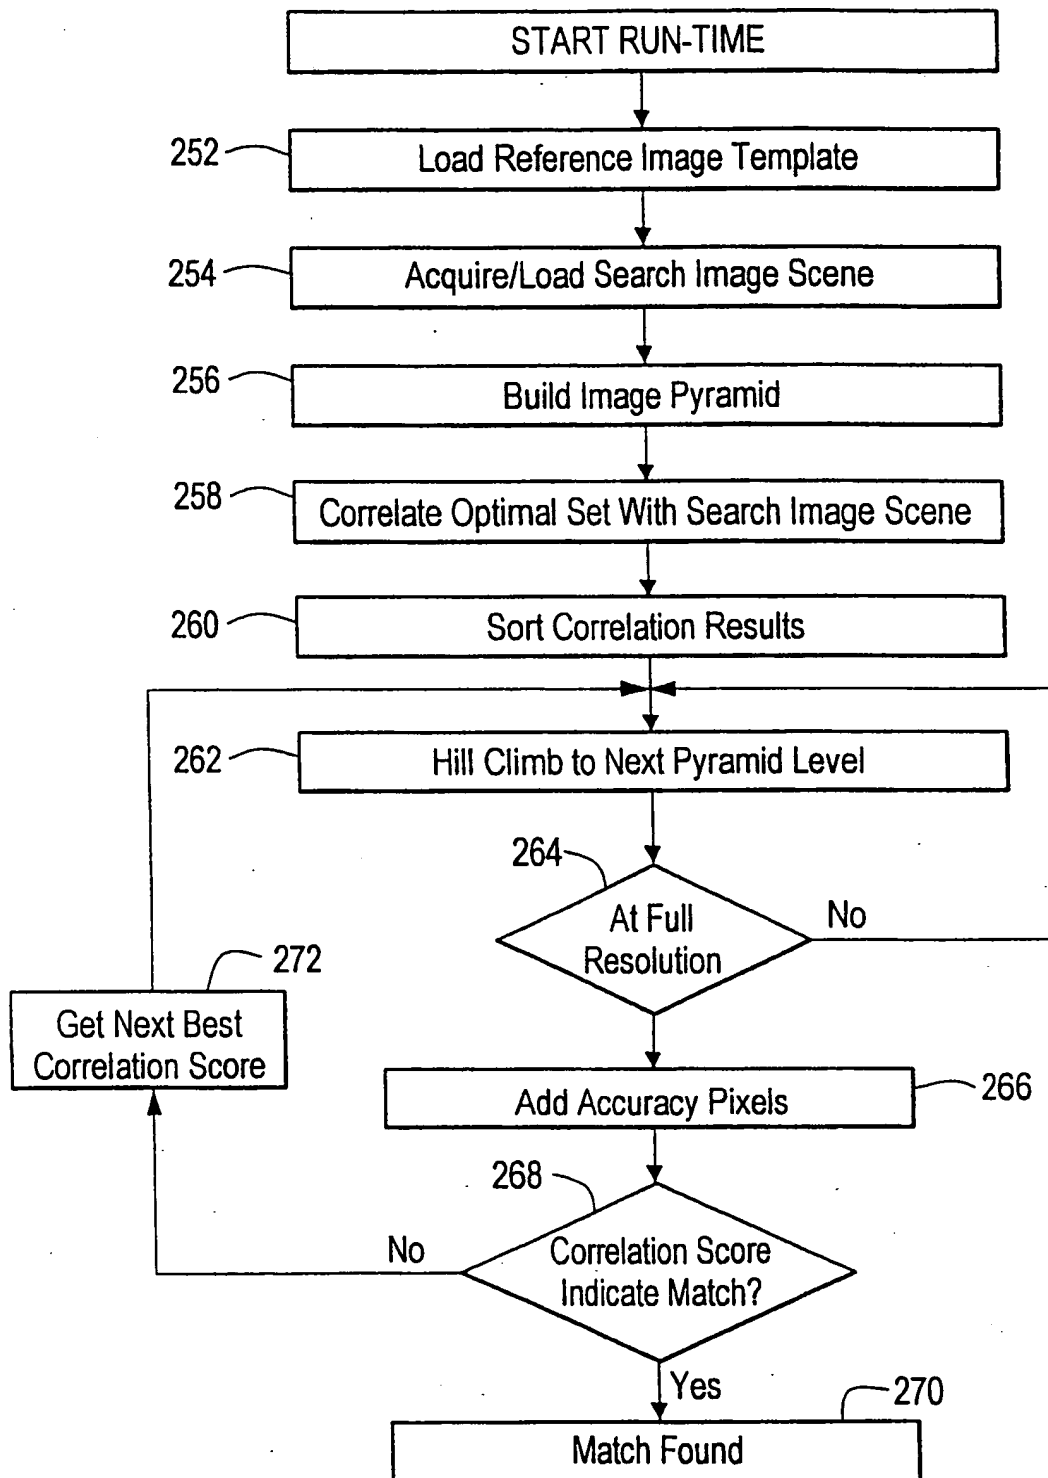 START RUN-TIME
252
Load Reference Image Template
254
Acquire/Load Search Image Scene
256
Build Image Pyramid
258
Correlate Optimal Set With Search Image Scene
260
Sort Correlation Results
262
Hill Climb to Next Pyramid Level
264
At Full
Resolution
No
272
Get Next Best
Correlation Score
Add Accuracy Pixels
266
268
No
Correlation Score
Indicate Match?
Yes
270
Match Found